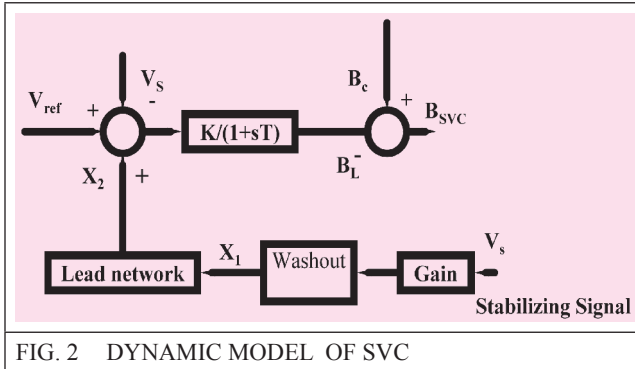 V_S
B_c
V_ref
+
-
+
B_SVC
K/(1+sT)
B_L
-
X_2
+
X_1
Washout
V_s
Lead network
Gain
Stabilizing Signal
FIG. 2 DYNAMIC MODEL OF SVC